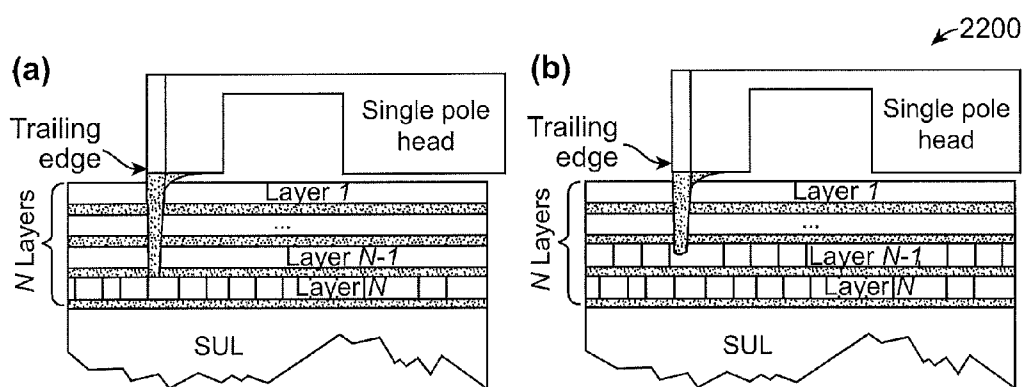 2200
(a)
Single pole
head
Trailing
edge
N Layers
Layer 1
...
Layer N-1
Layer N
SUL
(b)
Single pole
head
Trailing
edge
N Layers
Layer 1
...
Layer N-1
Layer N
SUL